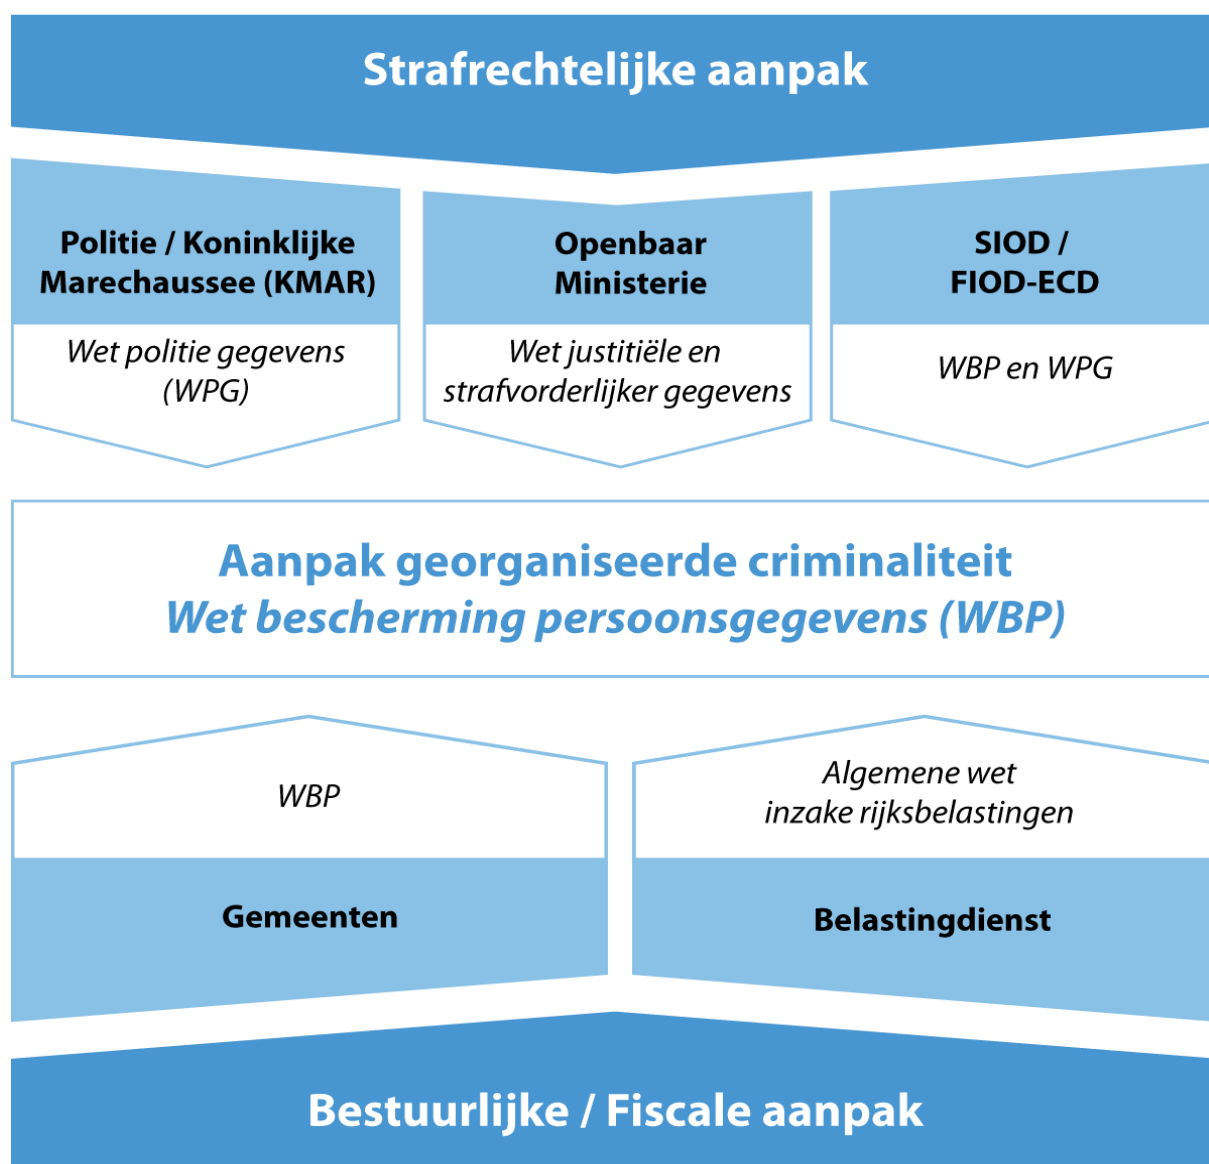 Strafrechtelijke aanpak
Politie / Koninklijke
Marechaussee (KMAR)
Wet politie gegevens
(WPG)
Openbaar
Ministerie
Wet justitiële en
strafvorderlijker gegevens
SIOD /
FIOD-ECD
WBP en WPG
Aanpak georganiseerde criminaliteit
Wet bescherming persoonsgegevens (WBP)
WBP
Gemeenten
Algemene wet
inzake rijksbelastingen
Belastingdienst
Bestuurlijke / Fiscale aanpak